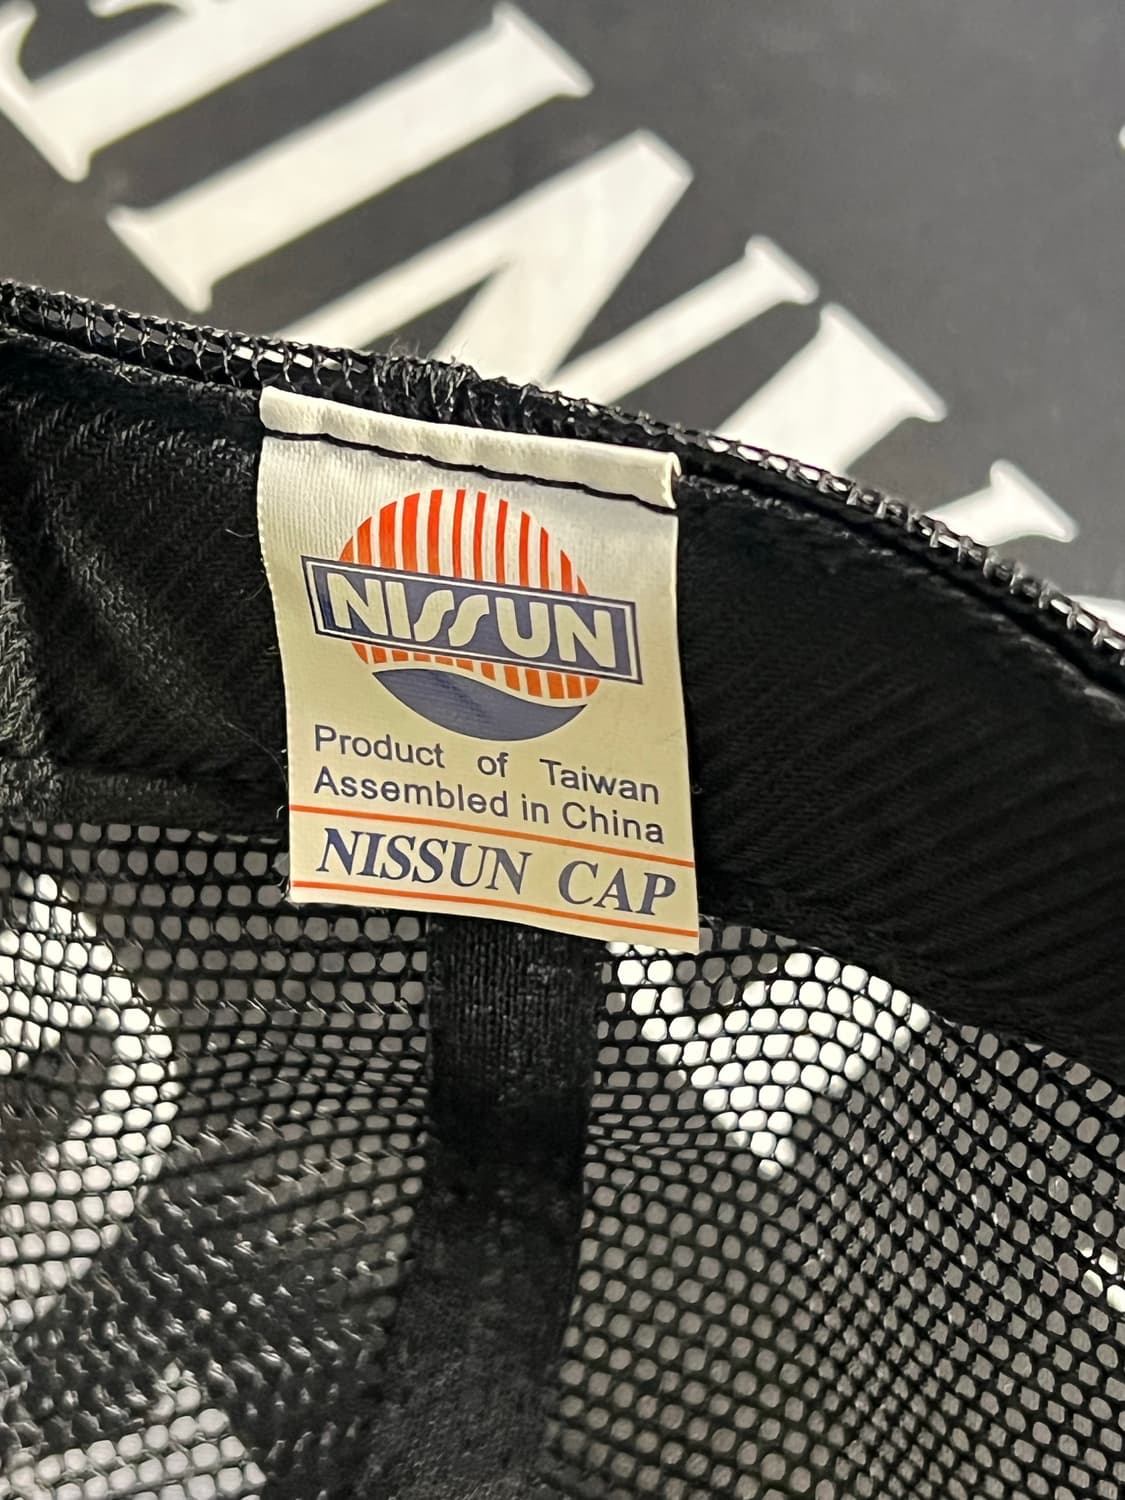 NISSUN
Product of Taiwan
Assembled in China
NISSUN CAP